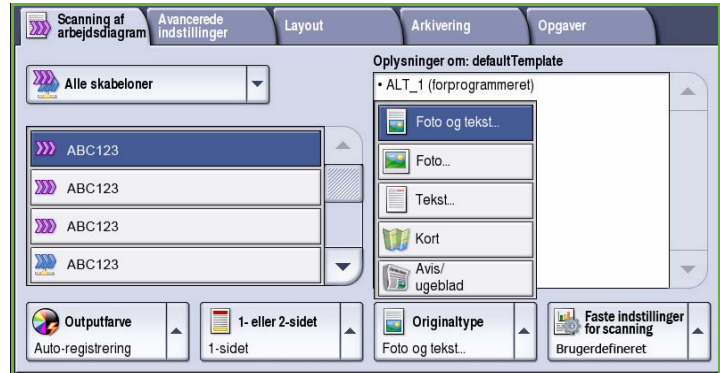 Scanning af
arbejdsdiagram
Avancerede
indstillinger
Layout
Arkivering
Opgaver
Alle skabeloner
Oplysninger om: defaultTemplate
• ALT_1 (forprogrammeret)
ABC123
ABC123
ABC123
ABC123
Foto og tekst...
Foto...
Tekst...
Kort
Avis/
ugeblad
Outputfarve
Auto-registrering
1- eller 2-sidet
1-sidet
Originaltype
Foto og tekst...
Faste indstillinger
for scanning
Brugerdefineret